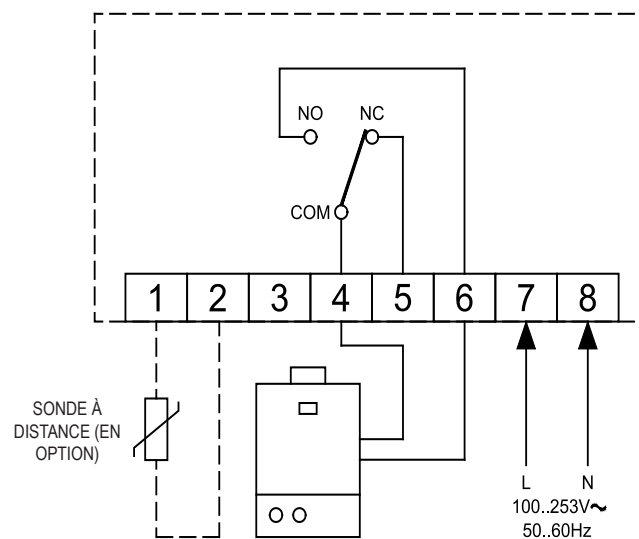 NO NC
COM
1 2 3 4 5 6 7 8
SONDE À
DISTANCE (EN
OPTION)
L N
100..253V~
50..60Hz